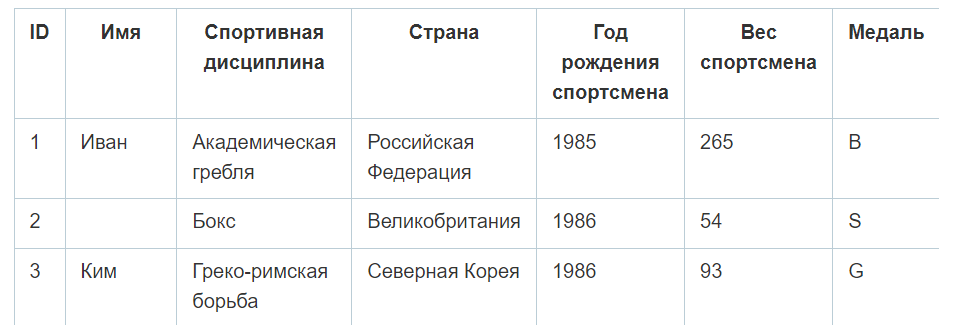 ID Имя Спортивная дисциплина Страна Год рождения спортсмена Вес спортсмена Медаль
1 Иван Академическая гребля Российская Федерация 1985 265 B
2 Бокс Великобритания 1986 54 S
3 Ким Греко-римская борьба Северная Корея 1986 93 G